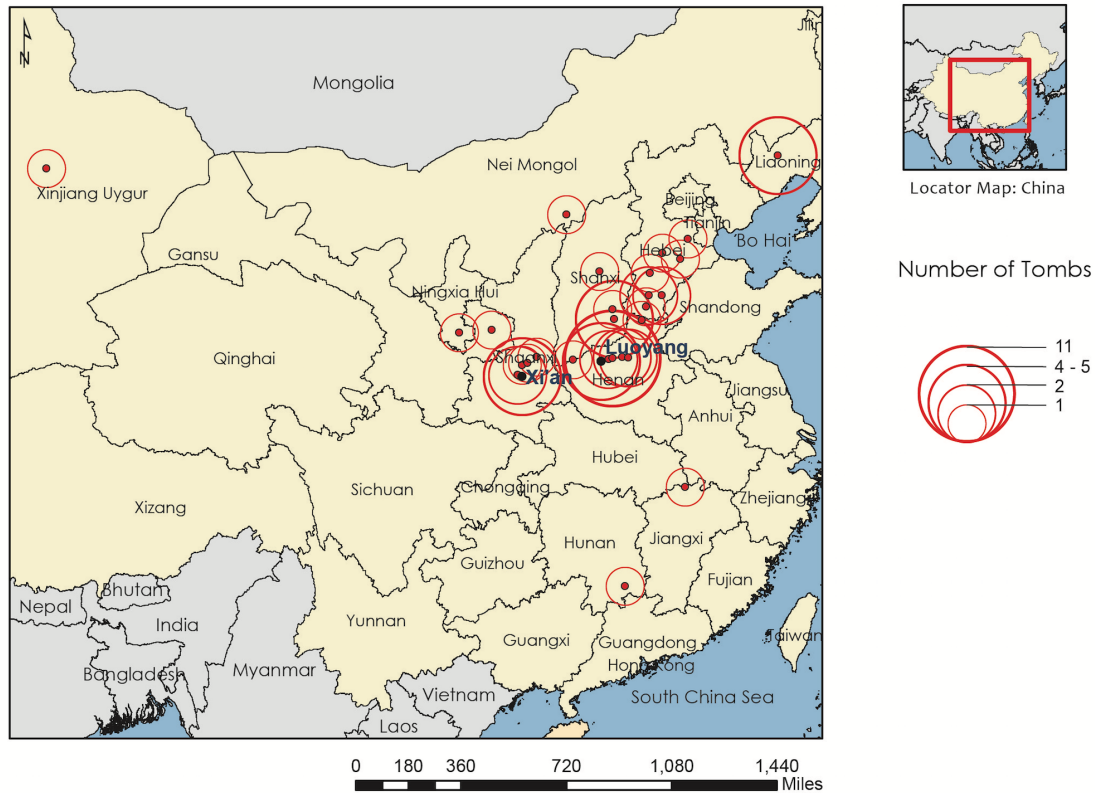 Jili
N
Mongolia
Nei Mongol
Liaoning
Xinjiang Uygur
Beijing
Tianjin
Bo Hai
Hebei
Gansu
Shanxi
Ningxia Hui
Shandong
Qinghai
Shaanxi
Luoyang
Xi'an
Henan
Jiangsu
Anhui
Hubei
Sichuan
Chongqing
Zhejiang
Xizang
Hunan
Jiangxi
Guizhou
Fujian
Bhutam
Nepal
India
Yunnan
Guangxi
Guangdong
Taiwan
Hong Kong
Bangladesh
Myanmar
Vietnam
South China Sea
Laos
0 180 360 720 1,080 1,440
Miles
Locator Map: China
Number of Tombs
11
4 - 5
2
1